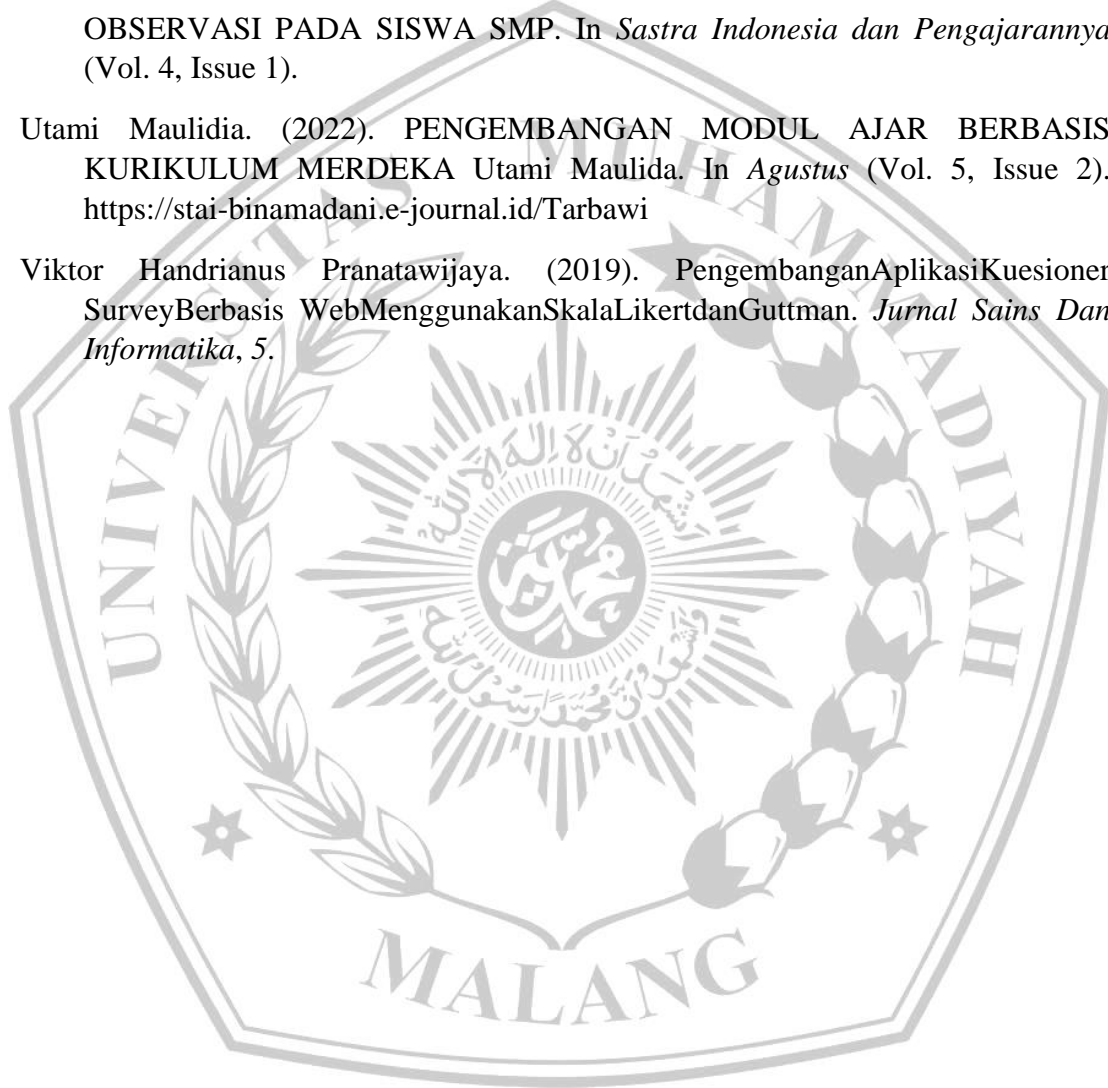 OBSERVASI PADA SISWA SMP. In Sastra Indonesia dan Pengajarannya
(Vol. 4, Issue 1).
Utami Maulidia. (2022). PENGEMBANGAN MODUL AJAR BERBASIS
KURIKULUM MERDEKA Utami Maulida. In Agustus (Vol. 5, Issue 2).
https://stai-binamadani.e-journal.id/Tarbawi
Viktor Handrianus Pranatawijaya. (2019). PengembanganAplikasiKuesioner
SurveyBerbasis WebMenggunakanSkalaLikertdanGuttman. Jurnal Sains Dan
Informatika, 5.
UNIVERSITAS MUHAMMADIYAH
أَشْهَدُ أَنْ لَا إِلٰهَ إِلَّا اللهُ
وَأَشْهَدُ أَنَّ مُحَمَّدًا رَسُوْلُ اللهِ
MALANG